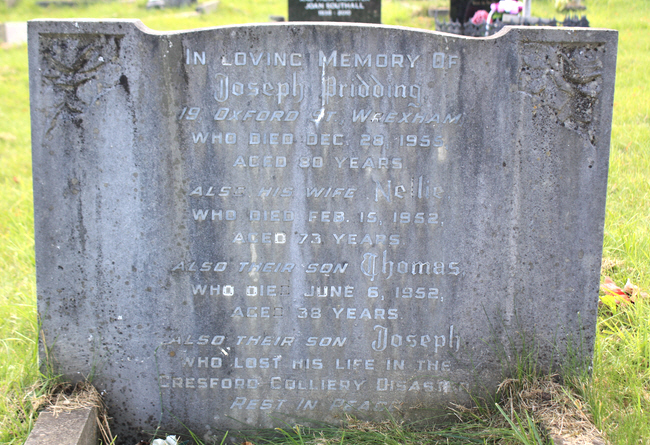 JOAN SOUTHALL
IN LOVING MEMORY OF
Joseph Pridding
19 OXFORD ST WREXHAM
WHO DIED DEC. 28, 1955
AGED 80 YEARS.
ALSO HIS WIFE Nellie,
WHO DIED FEB. 15, 1952,
AGED 73 YEARS.
ALSO THEIR SON Thomas,
WHO DIED JUNE 6, 1952,
AGED 38 YEARS.
ALSO THEIR SON Joseph
WHO LOST HIS LIFE IN THE
GRESFORD COLLIERY DISASTER
REST IN PEACE